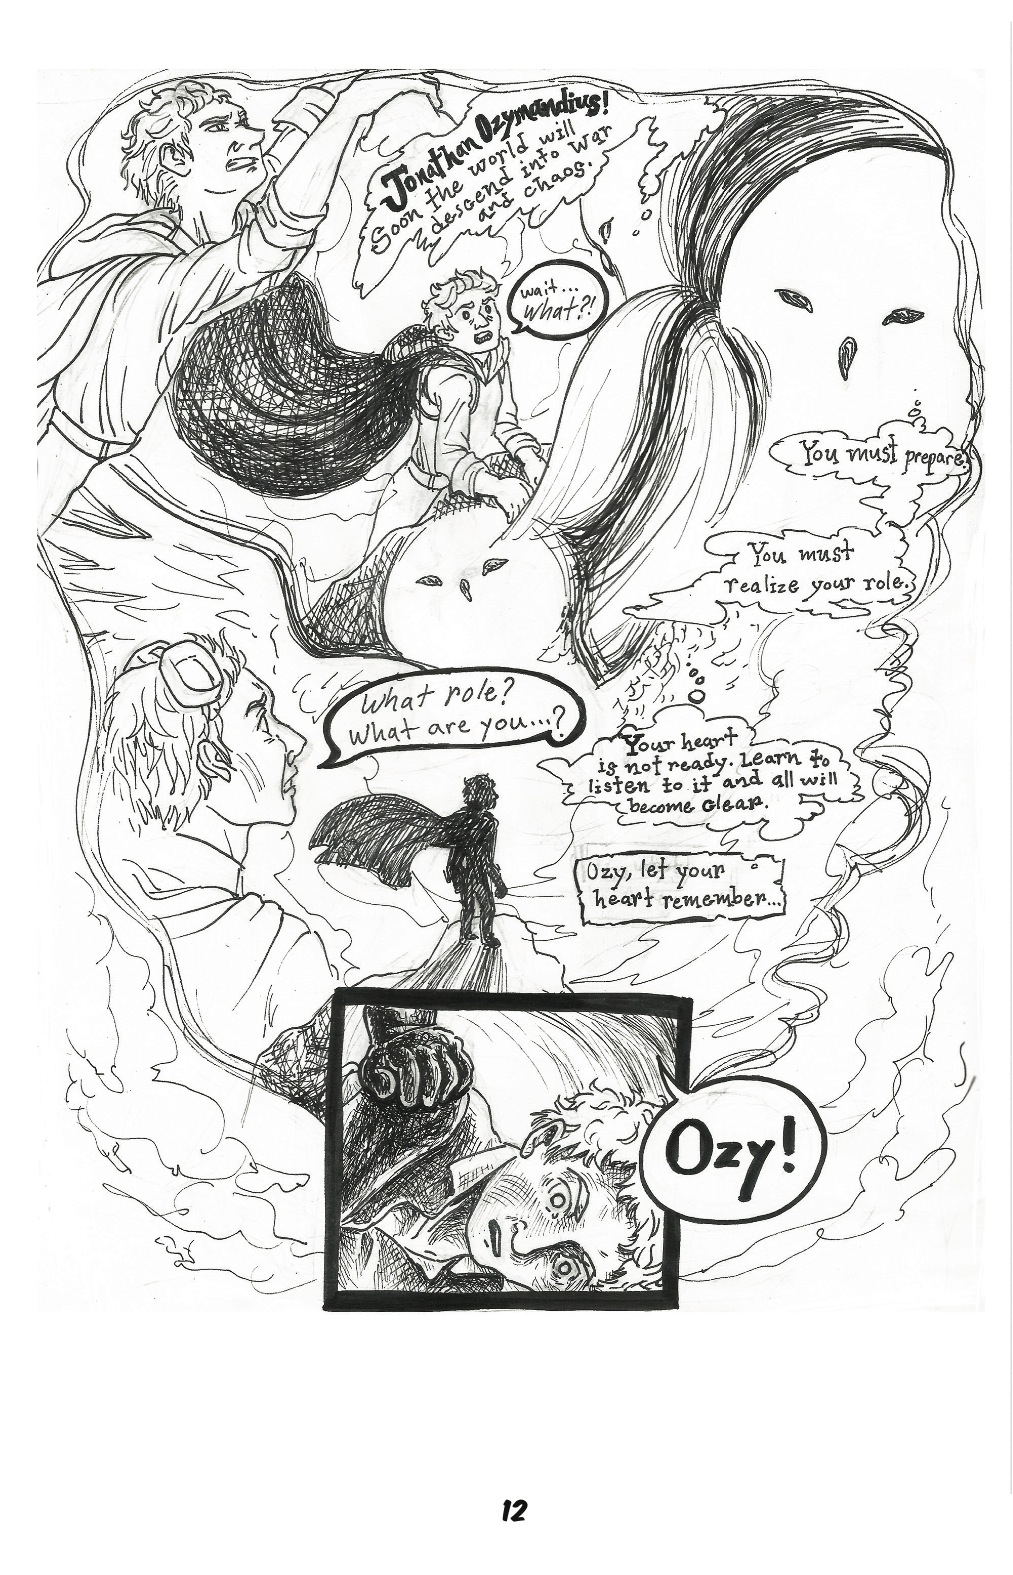 Jonathan Ozymandius!
Soon the world will
descend into war
and chaos.
wait...
what?!
You must prepare.
You must
realize your role.
What role?
What are you...?
Your heart
is not ready. Learn to
listen to it and all will
become clear.
Ozy, let your
heart remember...
Ozy!
12